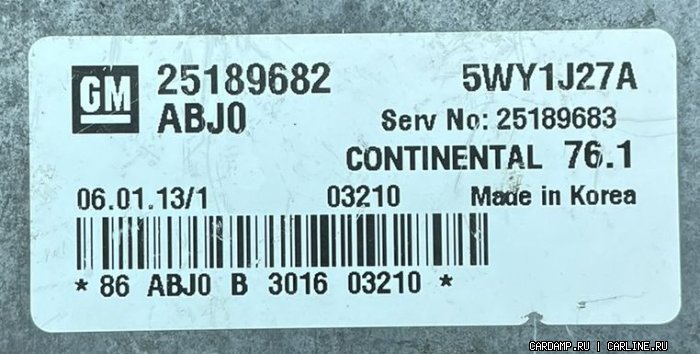 GM 25189682 5WY1J27A
ABJ0 Serv No: 25189683
CONTINENTAL 76.1
06.01.13/1 03210 Made in Korea
* 86 ABJ0 B 3016 03210 *
CARDAMP.RU | CARLINE.RU